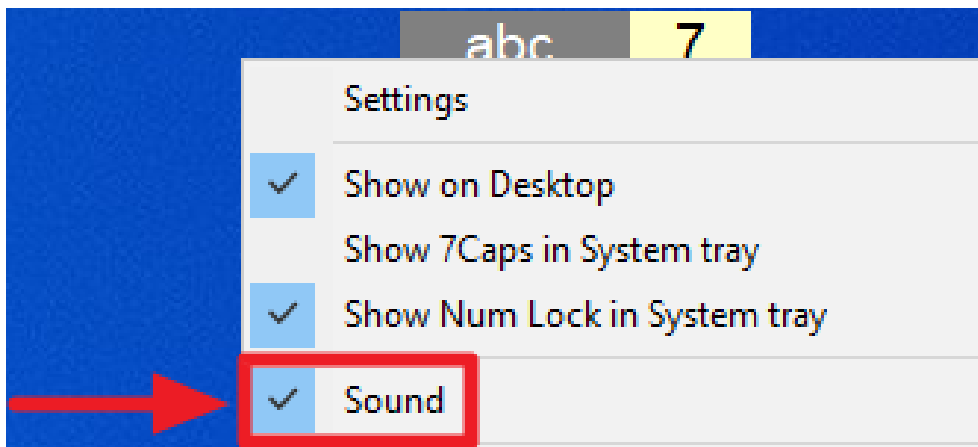 abc 7
Settings
Show on Desktop
Show 7Caps in System tray
Show Num Lock in System tray
Sound